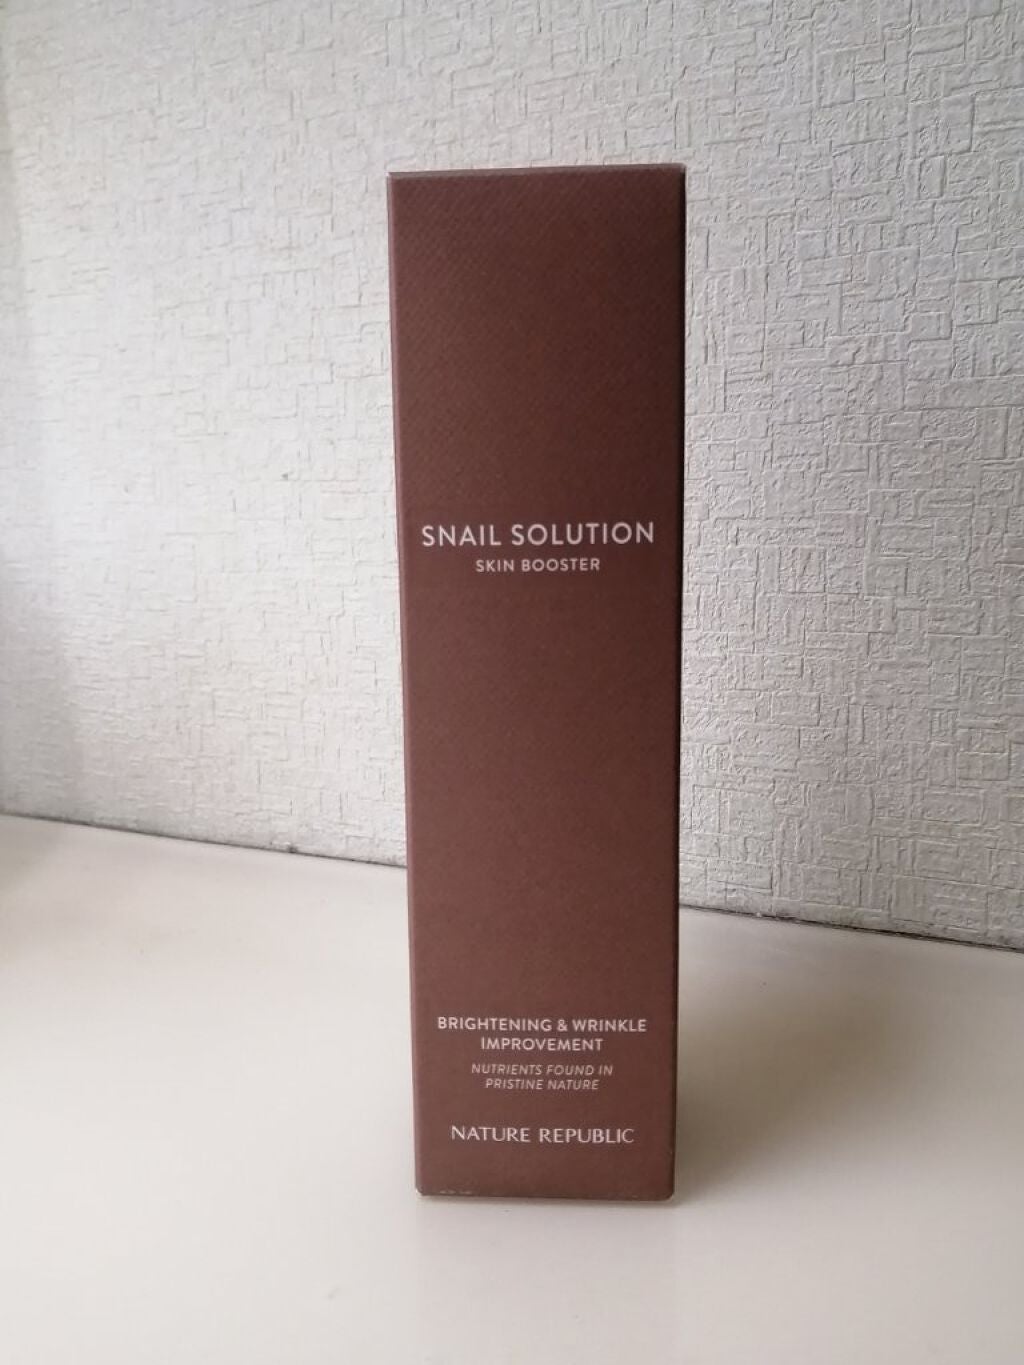 SNAIL SOLUTION
SKIN BOOSTER
BRIGHTENING & WRINKLE
IMPROVEMENT
NUTRIENTS FOUND IN
PRISTINE NATURE
NATURE REPUBLIC